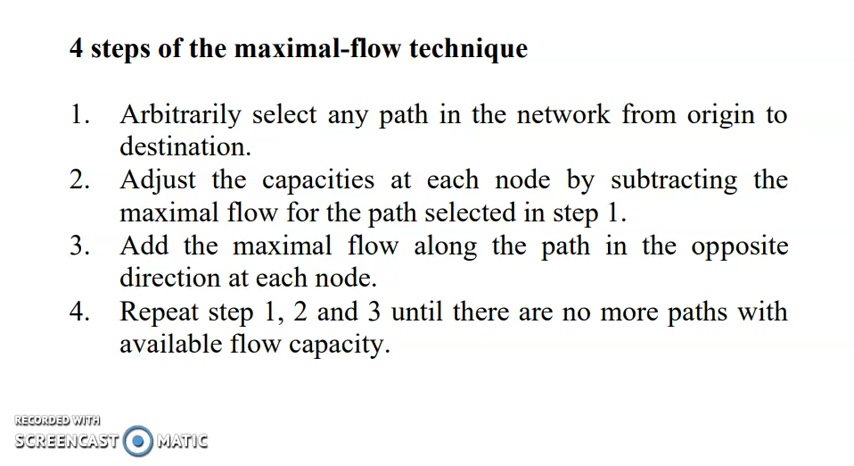 4 steps of the maximal-flow technique
1. Arbitrarily select any path in the network from origin to
destination.
2. Adjust the capacities at each node by subtracting the
maximal flow for the path selected in step 1.
3. Add the maximal flow along the path in the opposite
direction at each node.
4. Repeat step 1, 2 and 3 until there are no more paths with
available flow capacity.
RECORDED WITH
SCREENCAST MATIC